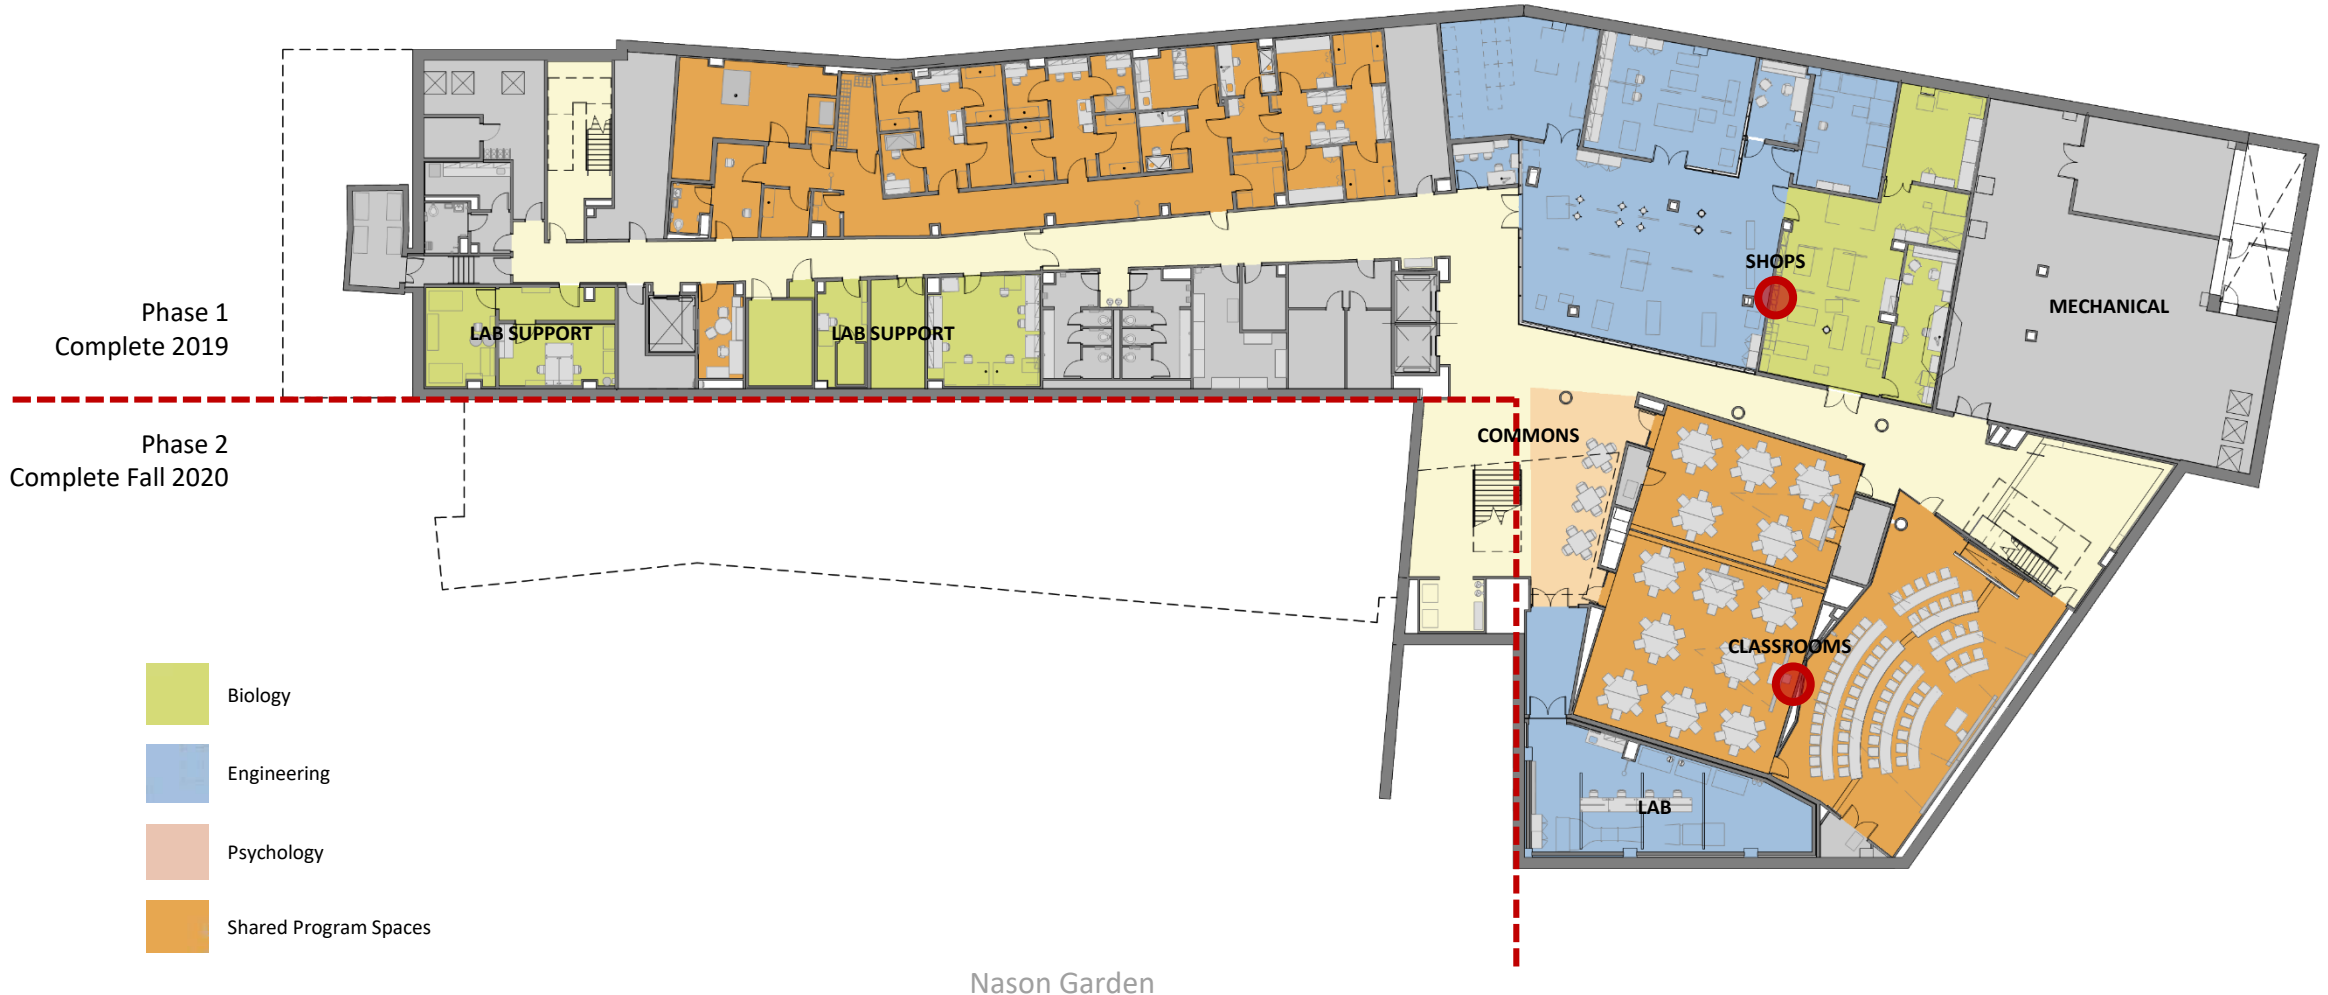 SHOPS
MECHANICAL
Phase 1
Complete 2019
LAB SUPPORT
LAB SUPPORT
Phase 2
Complete Fall 2020
COMMONS
CLASSROOMS
LAB
Biology
Engineering
Psychology
Shared Program Spaces
Nason Garden